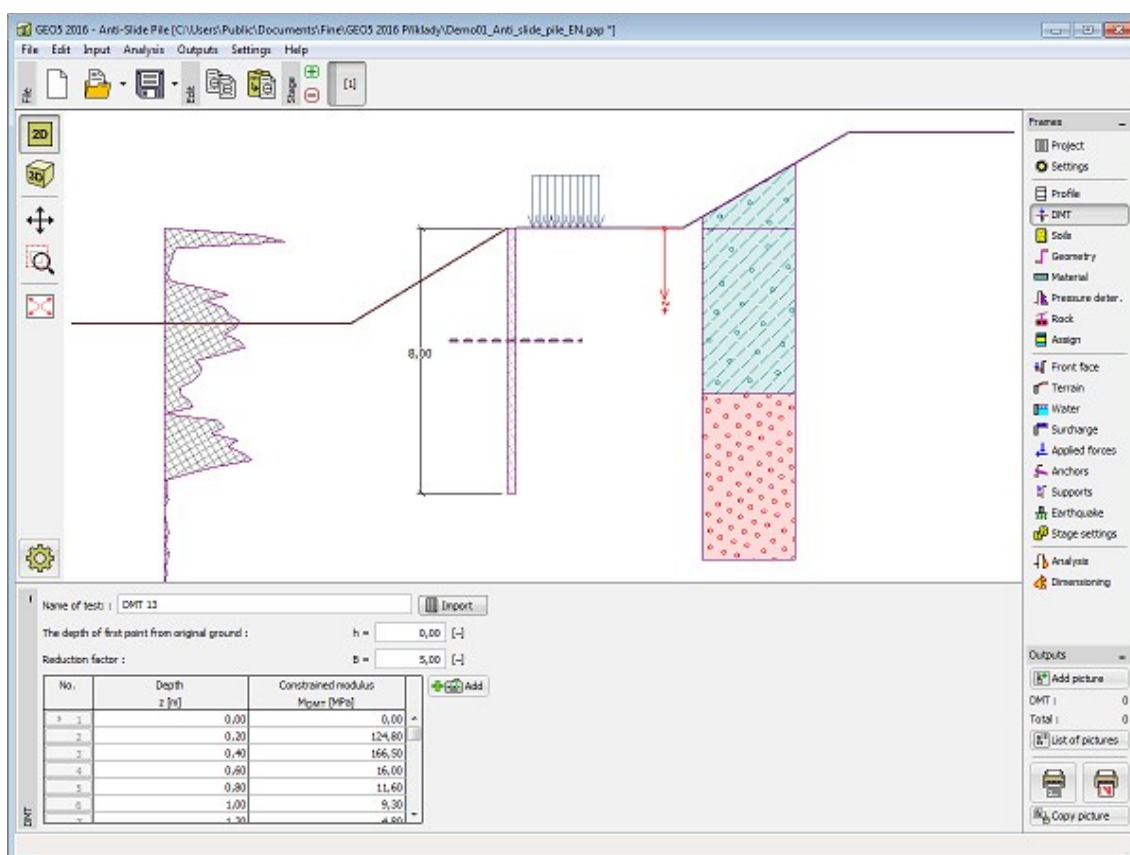 GEO5 2016 - Anti-Slide Pile [C:\Users\Public\Documents\Fine\GEO5 2016 Příklady\Demo01_Anti_slide_pile_EN.gap *]
File Edit Input Analysis Outputs Settings Help
File
Edit
Stage
[1]
2D
3D
8,00
+z
Frames
Project
Settings
Profile
DMT
Soils
Geometry
Material
Pressure deter.
Rock
Assign
Front face
Terrain
Water
Surcharge
Applied forces
Anchors
Supports
Earthquake
Stage settings
Analysis
Dimensioning
Name of test : DMT 13 Import
The depth of first point from original ground : h = 0,00 [-]
Reduction factor : B = 5,00 [-]
No. Depth Constrained modulus Add
z [m] MDMT [MPa]
1 0,00 0,00
2 0,20 124,80
3 0,40 166,50
4 0,60 16,00
5 0,80 11,60
6 1,00 9,30
7 1,20 4,80
DMT
Outputs
Add picture
DMT : 0
Total : 0
List of pictures
Copy picture